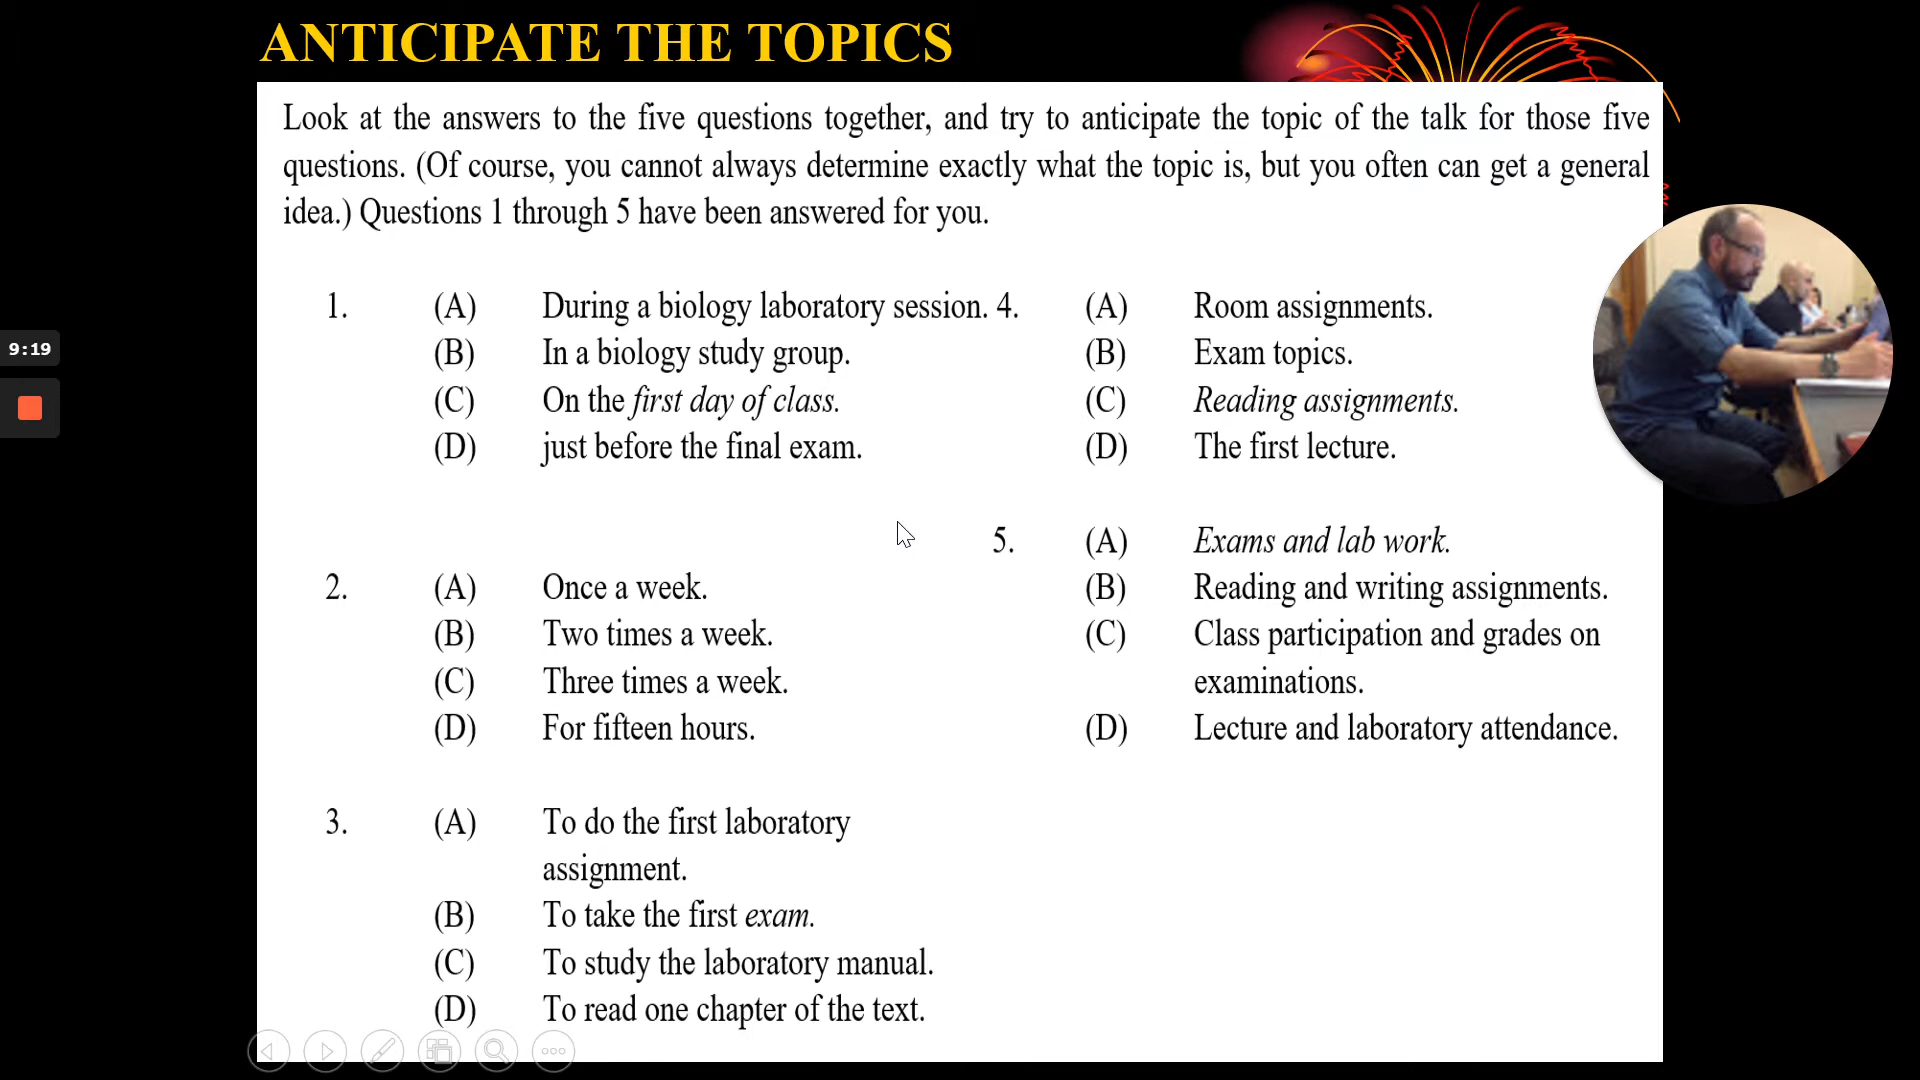 ANTICIPATE THE TOPICS
Look at the answers to the five questions together, and try to anticipate the topic of the talk for those five
questions. (Of course, you cannot always determine exactly what the topic is, but you often can get a general
idea.) Questions 1 through 5 have been answered for you.
1. (A) During a biology laboratory session.
(B) In a biology study group.
(C) On the first day of class.
(D) just before the final exam.
2. (A) Once a week.
(B) Two times a week.
(C) Three times a week.
(D) For fifteen hours.
3. (A) To do the first laboratory
assignment.
(B) To take the first exam.
(C) To study the laboratory manual.
(D) To read one chapter of the text.
4. (A) Room assignments.
(B) Exam topics.
(C) Reading assignments.
(D) The first lecture.
5. (A) Exams and lab work.
(B) Reading and writing assignments.
(C) Class participation and grades on
examinations.
(D) Lecture and laboratory attendance.
9:19